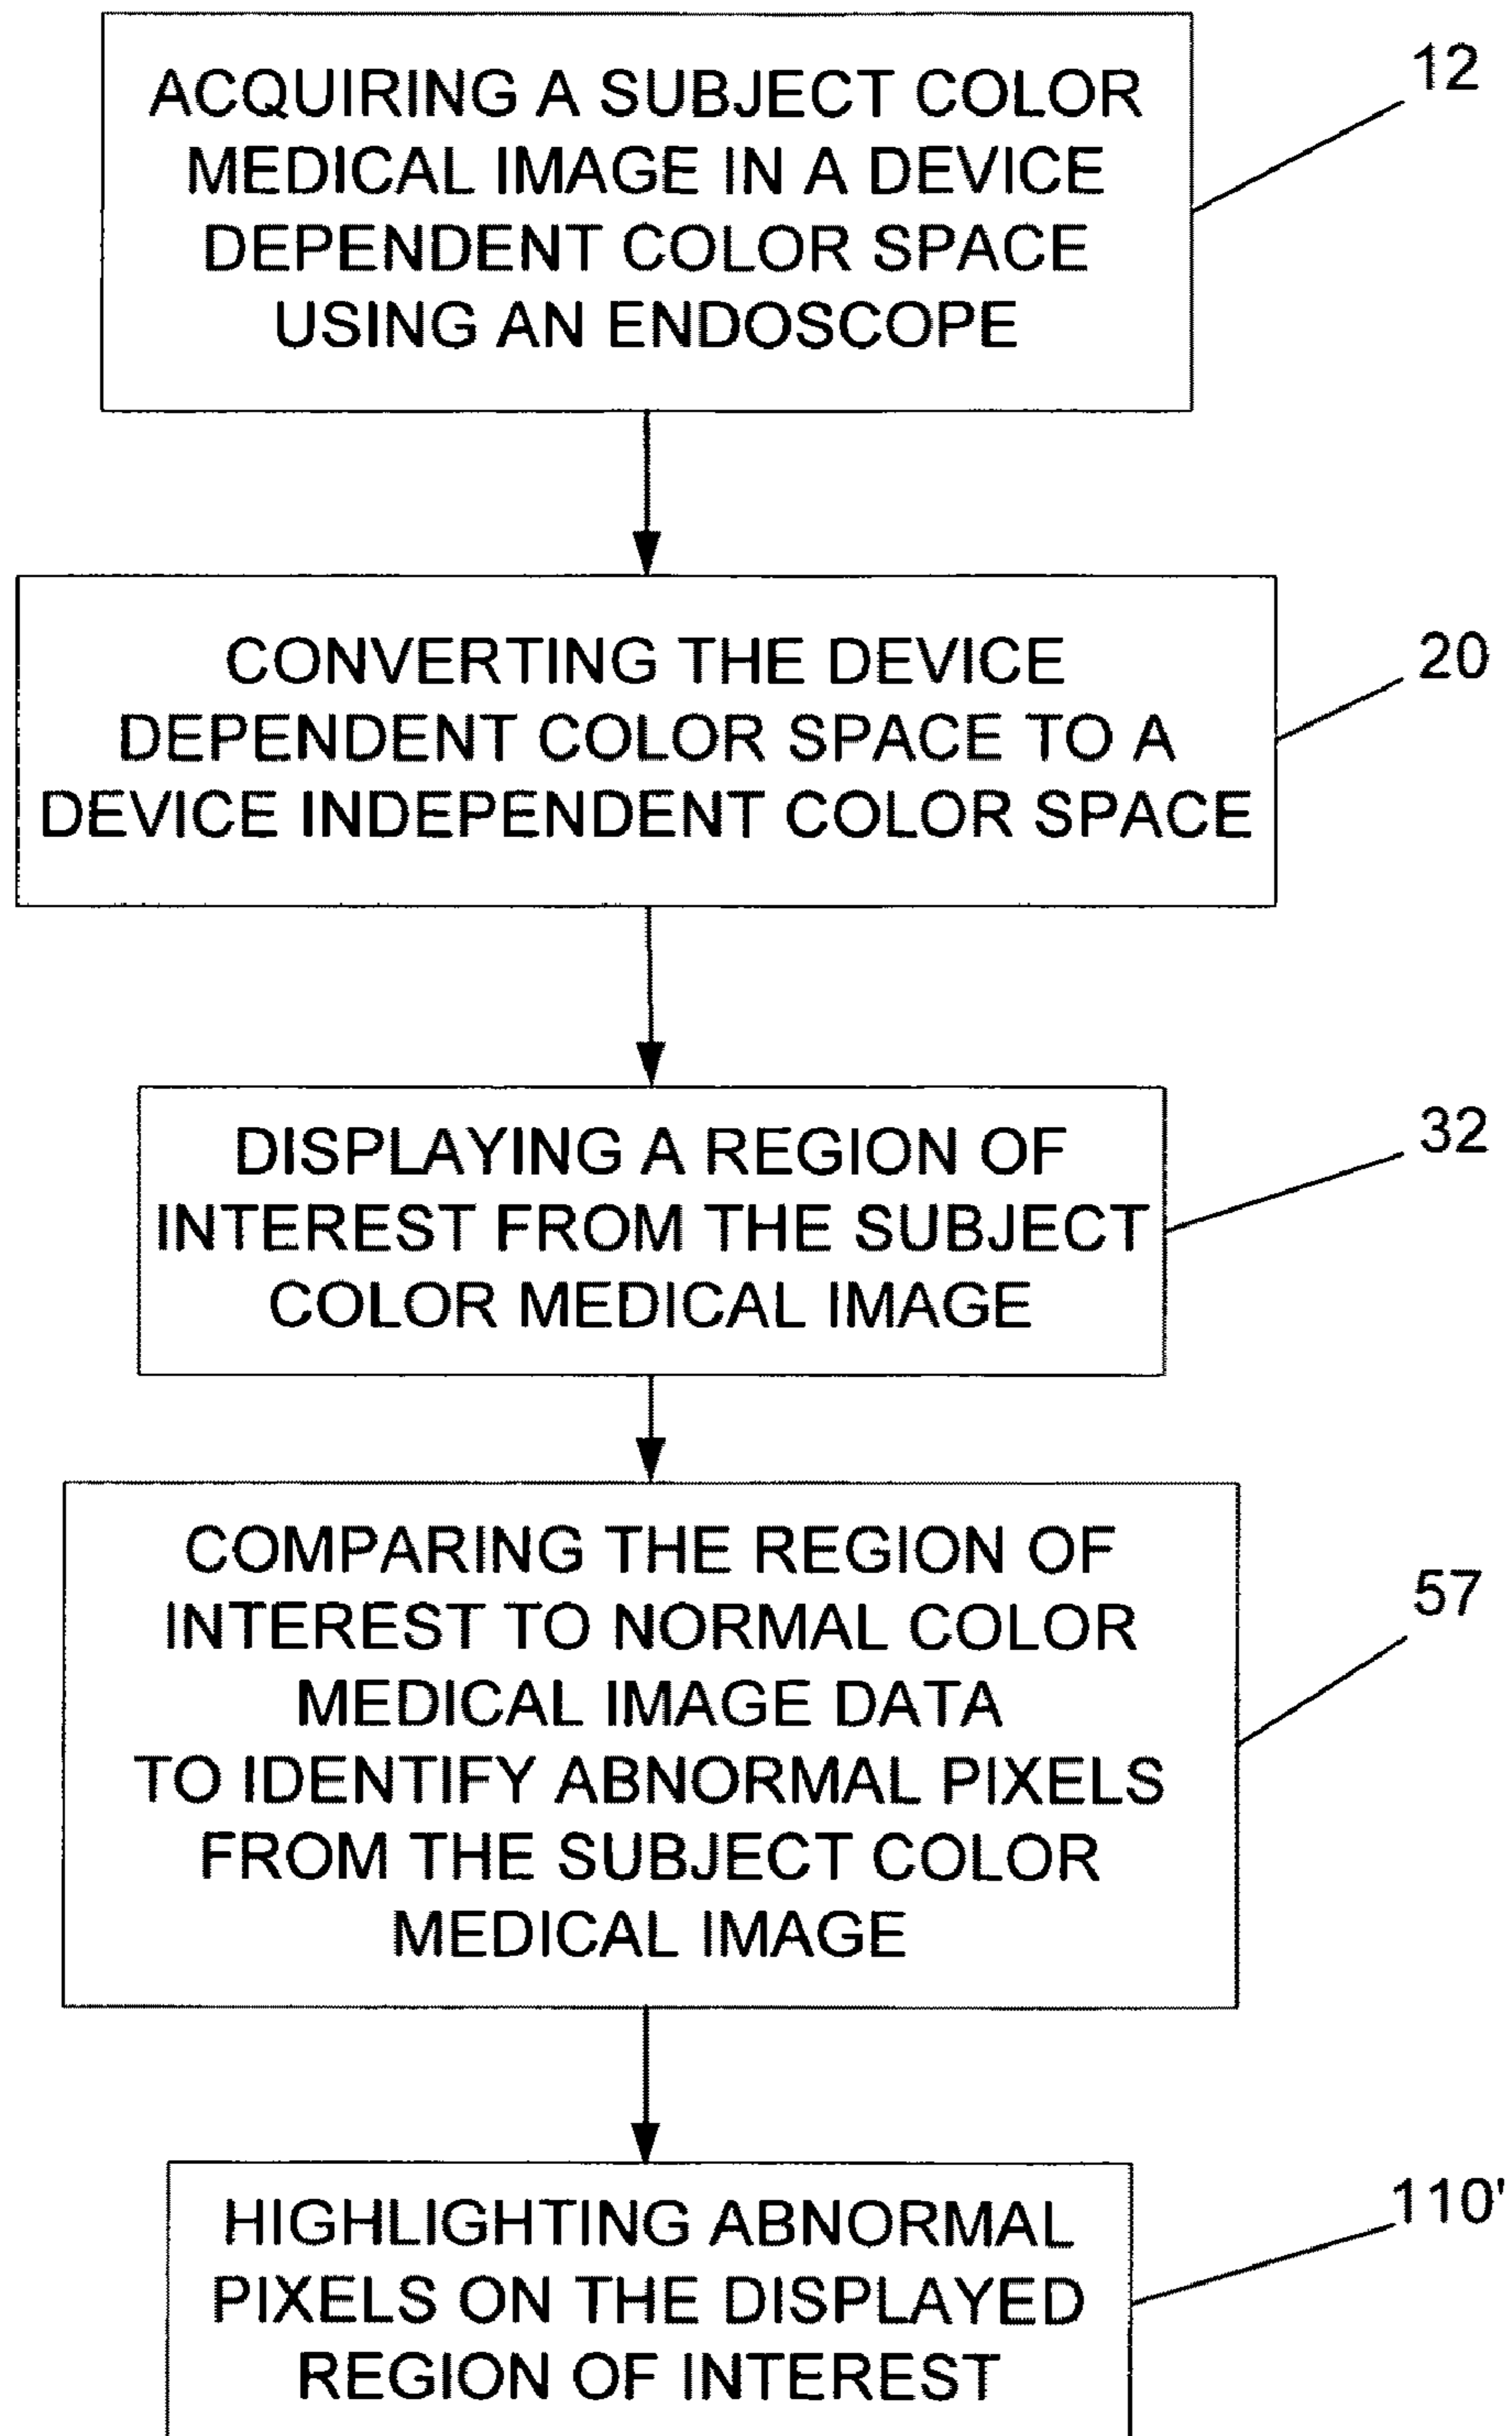 ACQUIRING A SUBJECT COLOR
MEDICAL IMAGE IN A DEVICE
DEPENDENT COLOR SPACE
USING AN ENDOSCOPE
12
CONVERTING THE DEVICE
DEPENDENT COLOR SPACE TO A
DEVICE INDEPENDENT COLOR SPACE
20
DISPLAYING A REGION OF
INTEREST FROM THE SUBJECT
COLOR MEDICAL IMAGE
32
COMPARING THE REGION OF
INTEREST TO NORMAL COLOR
MEDICAL IMAGE DATA
TO IDENTIFY ABNORMAL PIXELS
FROM THE SUBJECT COLOR
MEDICAL IMAGE
57
HIGHLIGHTING ABNORMAL
PIXELS ON THE DISPLAYED
REGION OF INTEREST
110'